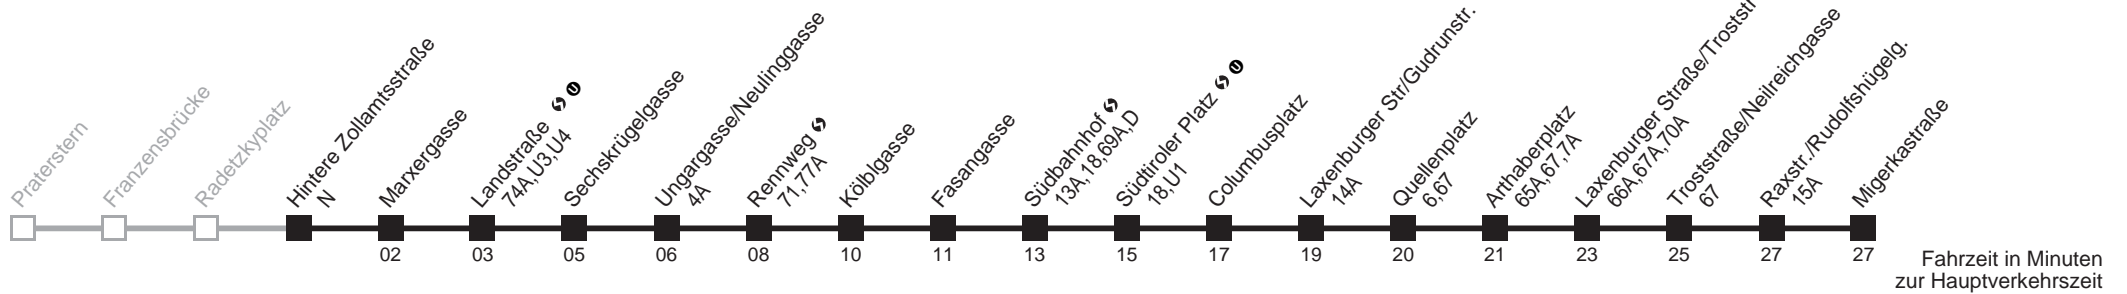 Praterstern
Franzensbrücke
Radetzkyplatz
Hintere Zollamtsstraße
N
Marxergasse
02
Landstraße
74A,U3,U4
03
Sechskrügelgasse
05
Ungargasse/Neulinggasse
4A
06
Rennweg
71,77A
08
Kölblgasse
10
Fasangasse
11
Südbahnhof
13A,18,69A,D
13
Südtiroler Platz
18,U1
15
Columbusplatz
17
Laxenburger Str/Gudrunstr.
14A
19
Quellenplatz
6,67
20
Arthaberplatz
65A,67,7A
21
Laxenburger Straße/Troststr
66A,67A,70A
23
Troststraße/Neilreichgasse
67
25
Raxstr./Rudolfshügelg.
15A
27
Migerkastraße
27
Fahrzeit in Minuten
zur Hauptverkehrszeit